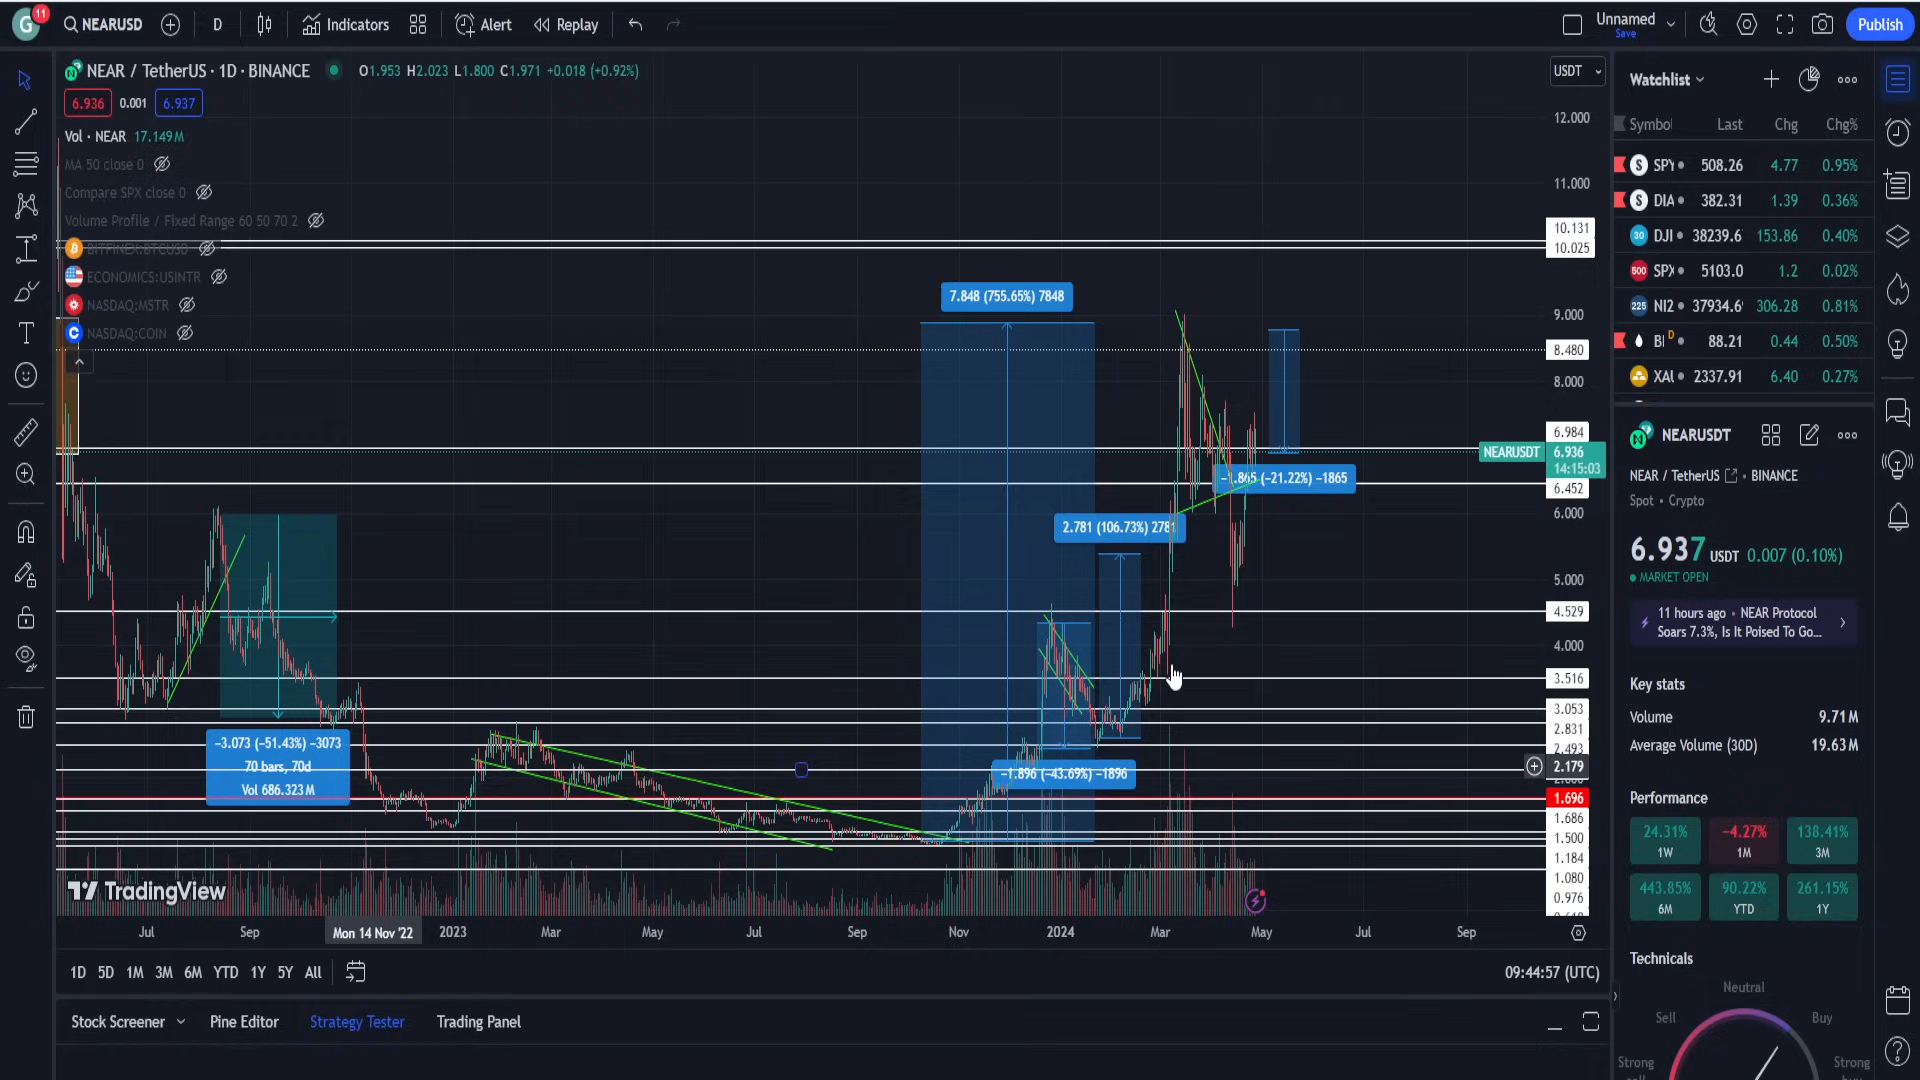 G
11
NEARUSD
D
Indicators
Alert
Replay
Unnamed
Save
Publish
NEAR / TetherUS · 1D · BINANCE
O1.953 H2.023 L1.800 C1.971 +0.018 (+0.92%)
USDT
6.936
0.001
6.937
Vol · NEAR 17.149M
MA 50 close 0
Compare SPX close 0
Volume Profile / Fixed Range 60 50 70 2
BITFINEX:BTCUSD
ECONOMICS:USINTR
NASDAQ:MSTR
NASDAQ:COIN
7.848 (755.65%) 7848
−1.865 (−21.22%) −1865
2.781 (106.73%) 2781
−1.896 (−43.69%) −1896
−3.073 (−51.43%) −3073
70 bars, 70d
Vol 686.323M
12.000
11.000
10.131
10.025
9.000
8.480
8.000
6.984
NEARUSDT
6.936
14:15:03
6.452
6.000
5.000
4.529
4.000
3.516
3.053
2.831
2.493
2.179
1.696
1.686
1.500
1.184
1.080
0.976
TradingView
Jul
Sep
Mon 14 Nov '22
2023
Mar
May
Jul
Sep
Nov
2024
Mar
May
Jul
Sep
1D 5D 1M 3M 6M YTD 1Y 5Y All
09:44:57 (UTC)
Stock Screener
Pine Editor
Strategy Tester
Trading Panel
Watchlist
Symbol Last Chg Chg%
SPY 508.26 4.77 0.95%
DIA 382.31 1.39 0.36%
30 DJI 38239.6 153.86 0.40%
500 SPX 5103.0 1.2 0.02%
225 NI2 37934.6 306.28 0.81%
D 88.21 0.44 0.50%
XAU 2337.91 6.40 0.27%
NEARUSDT
NEAR / TetherUS • BINANCE
Spot • Crypto
6.937 USDT 0.007 (0.10%)
MARKET OPEN
11 hours ago • NEAR Protocol
Soars 7.3%, Is It Poised To Go...
Key stats
Volume 9.71M
Average Volume (30D) 19.63M
Performance
24.31%
1W
−4.27%
1M
138.41%
3M
443.85%
6M
90.22%
YTD
261.15%
1Y
Technicals
Neutral
Sell
Buy
Strong
Strong